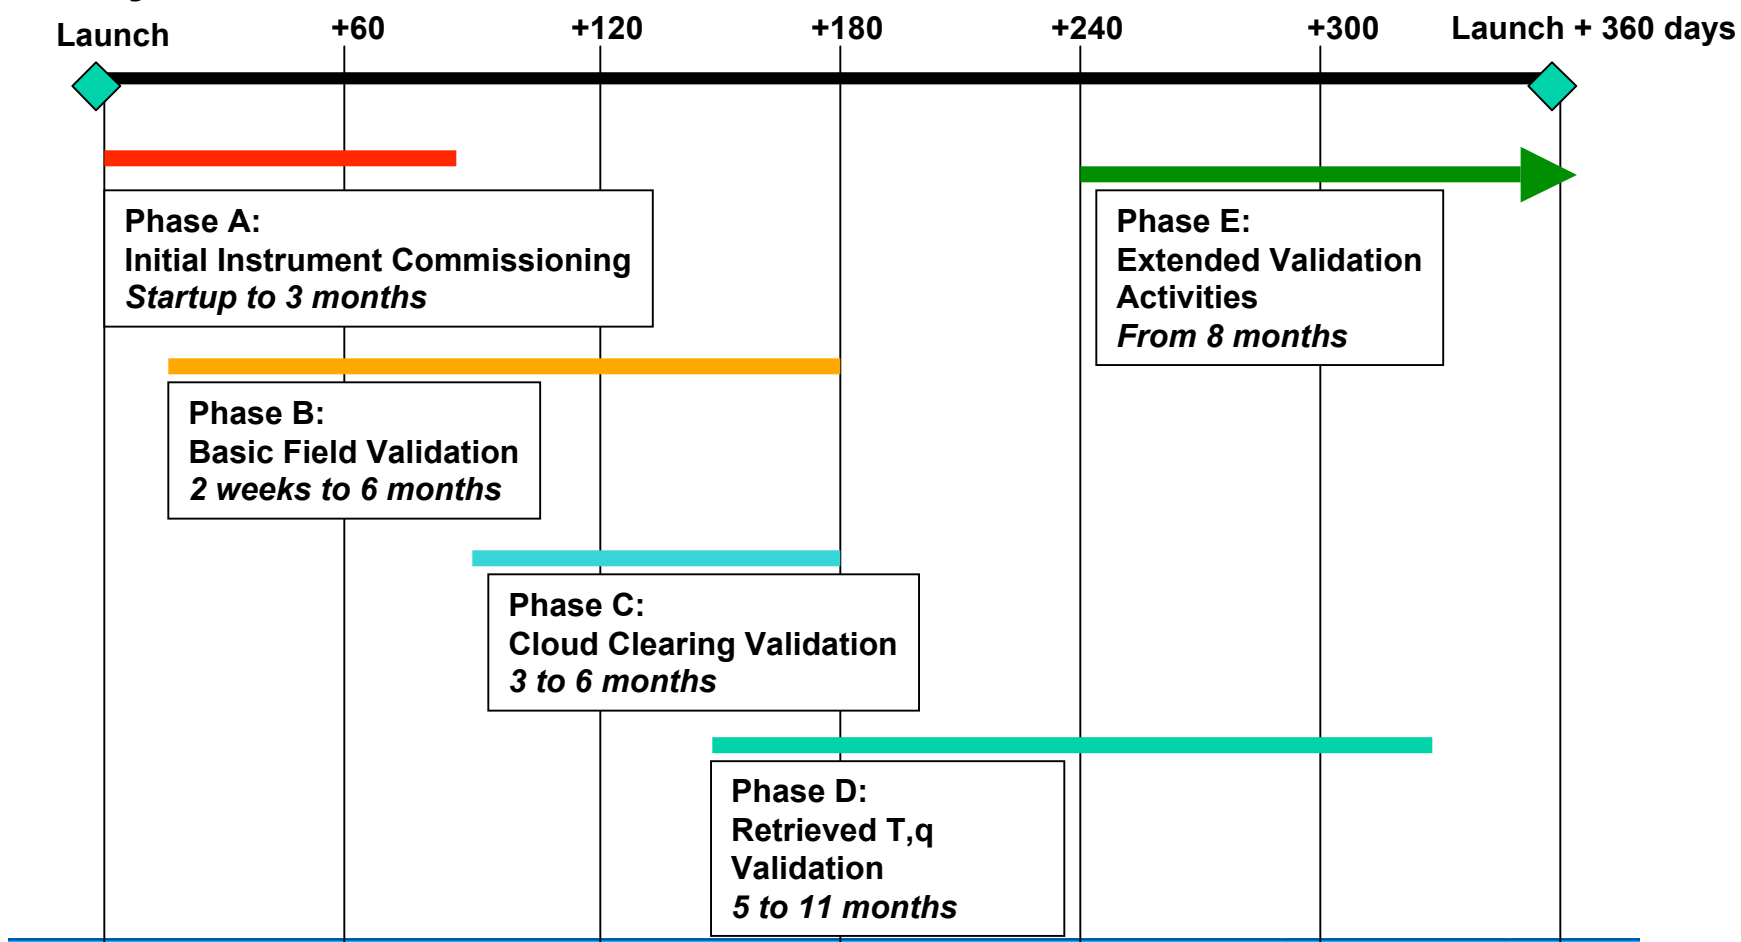 Launch +60 +120 +180 +240 +300 Launch + 360 days
Phase A:
Initial Instrument Commissioning
Startup to 3 months
Phase E:
Extended Validation
Activities
From 8 months
Phase B:
Basic Field Validation
2 weeks to 6 months
Phase C:
Cloud Clearing Validation
3 to 6 months
Phase D:
Retrieved T,q
Validation
5 to 11 months